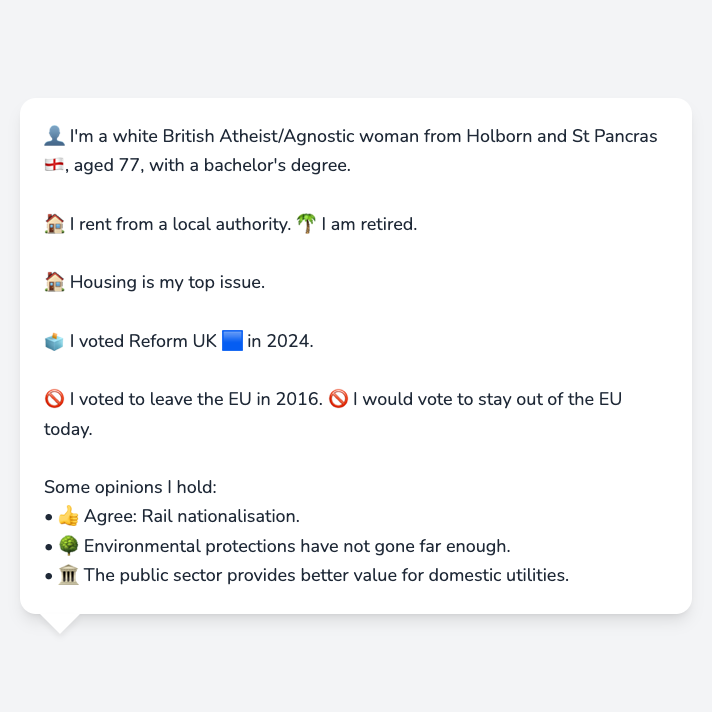 👤 I'm a white British Atheist/Agnostic woman from Holborn and St Pancras
🏴󠁧󠁢󠁥󠁮󠁧󠁿, aged 77, with a bachelor's degree.
🏠 I rent from a local authority. 🌴 I am retired.
🏠 Housing is my top issue.
🗳️ I voted Reform UK 🟦 in 2024.
🚫 I voted to leave the EU in 2016. 🚫 I would vote to stay out of the EU
today.
Some opinions I hold:
• 👍 Agree: Rail nationalisation.
• 🌳 Environmental protections have not gone far enough.
• 🏛️ The public sector provides better value for domestic utilities.